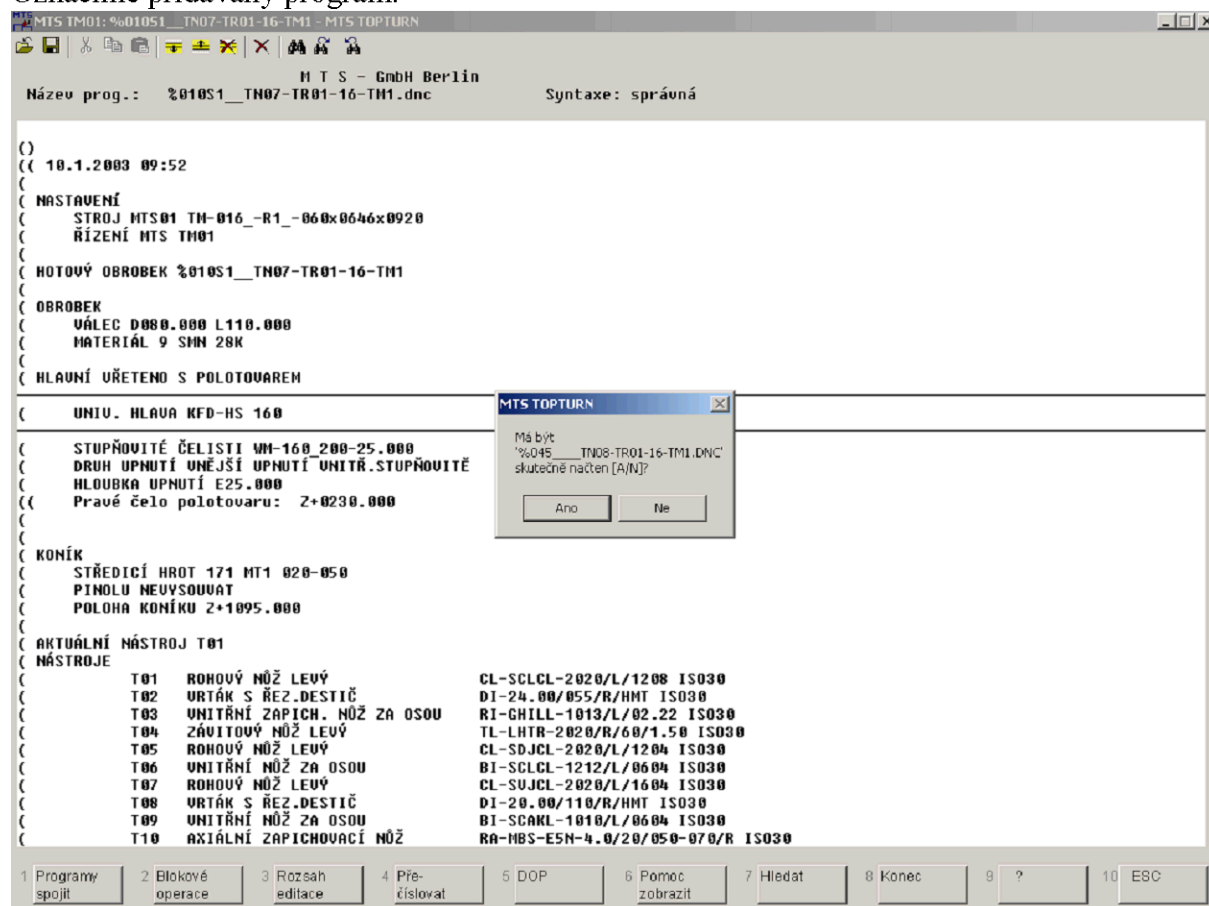 Označíme přidávaný program.
MTS TM01: %010S1__TN07-TR01-16-TM1 - MTS TOPTURN
M T S - GmbH Berlin
Název prog.: %010S1__TN07-TR01-16-TM1.dnc Syntaxe: správná
()
(( 10.1.2003 09:52
(
( NASTAVENÍ
( STROJ MTS01 TM-016_-R1_-060x0646x0920
( ŘÍZENÍ MTS TM01
(
( HOTOVÝ OBROBEK %010S1__TN07-TR01-16-TM1
(
( OBROBEK
( VÁLEC D080.000 L110.000
( MATERIÁL 9 SMN 28K
(
( HLAVNÍ VŘETENO S POLOTOVAREM
( UNIV. HLAVA KFD-HS 160
( STUPŇOVITÉ ČELISTI WM-160_200-25.000
( DRUH UPNUTÍ VNĚJŠÍ UPNUTÍ VNITŘ.STUPŇOVITĚ
( HLOUBKA UPNUTÍ E25.000
(( Pravé čelo polotovaru: Z+0230.000
(
(
( KONÍK
( STŘEDICÍ HROT 171 MT1 020-050
( PINOLU NEVYSOUVAT
( POLOHA KONÍKU Z+1095.000
(
( AKTUÁLNÍ NÁSTROJ T01
( NÁSTROJE
( T01 ROHOVÝ NŮŽ LEVÝ CL-SCLCL-2020/L/1208 ISO30
( T02 VRTÁK S ŘEZ.DESTIČ DI-24.00/055/R/HMT ISO30
( T03 VNITŘNÍ ZAPICH. NŮŽ ZA OSOU RI-GHILL-1013/L/02.22 ISO30
( T04 ZÁVITOVÝ NŮŽ LEVÝ TL-LHTR-2020/R/60/1.50 ISO30
( T05 ROHOVÝ NŮŽ LEVÝ CL-SDJCL-2020/L/1204 ISO30
( T06 VNITŘNÍ NŮŽ ZA OSOU BI-SCLCL-1212/L/0604 ISO30
( T07 ROHOVÝ NŮŽ LEVÝ CL-SVJCL-2020/L/1604 ISO30
( T08 VRTÁK S ŘEZ.DESTIČ DI-20.00/110/R/HMT ISO30
( T09 VNITŘNÍ NŮŽ ZA OSOU BI-SCAKL-1010/L/0604 ISO30
( T10 AXIÁLNÍ ZAPICHOVACÍ NŮŽ RA-MBS-E5N-4.0/20/050-070/R ISO30
MTS TOPTURN
Má být
'%045____TN08-TR01-16-TM1.DNC'
skutečně načten [A/N]?
Ano Ne
1 Programy spojit
2 Blokové operace
3 Rozsah editace
4 Pře-číslovat
5 DOP
6 Pomoc zobrazit
7 Hledat
8 Konec
9 ?
10 ESC